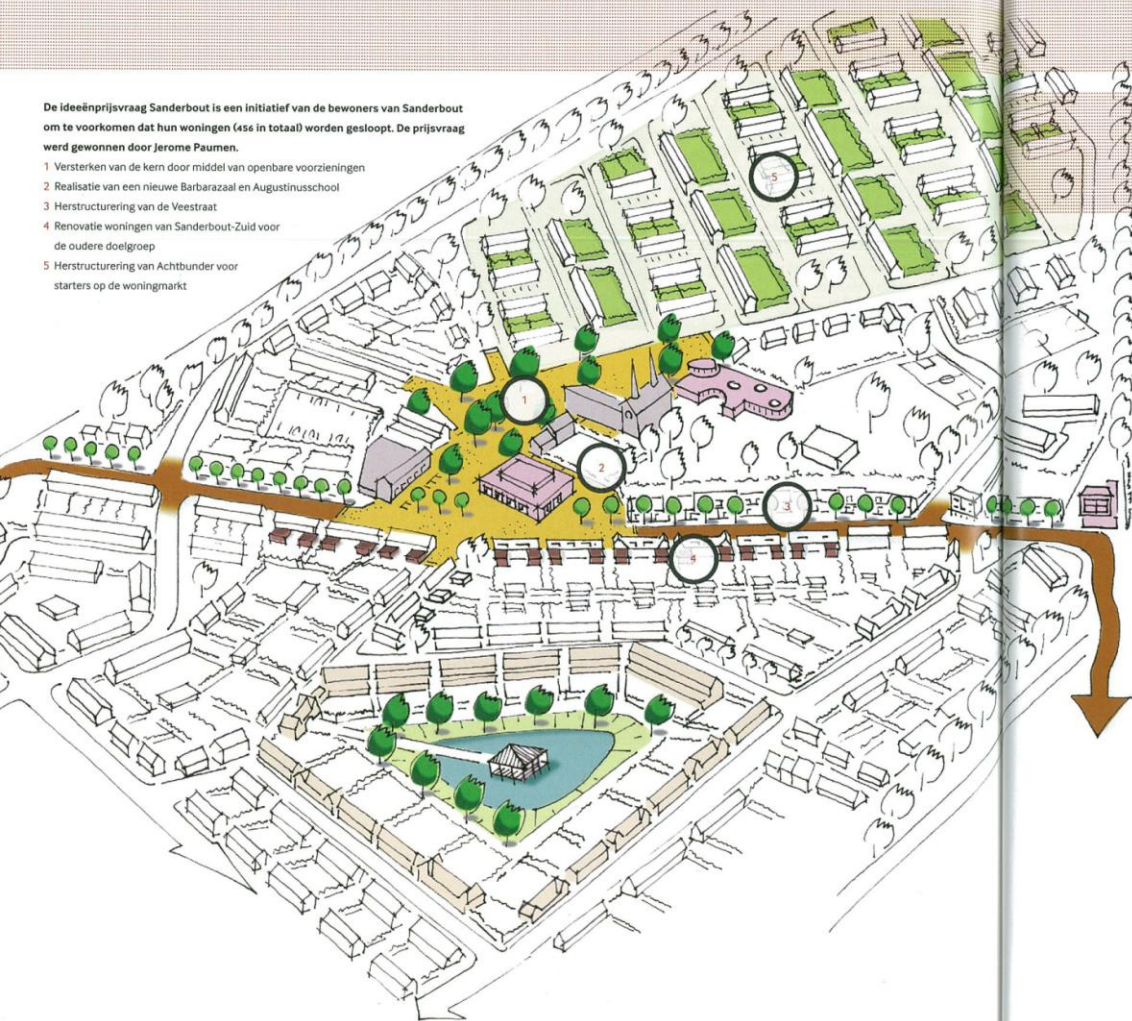 De ideeënprijsvraag Sanderbout is een initiatief van de bewoners van Sanderbout
om te voorkomen dat hun woningen (456 in totaal) worden gesloopt. De prijsvraag
werd gewonnen door Jerome Paumen.
1 Versterken van de kern door middel van openbare voorzieningen
2 Realisatie van een nieuwe Barbarazaal en Augustinusschool
3 Herstructurering van de Veestraat
4 Renovatie woningen van Sanderbout-Zuid voor
de oudere doelgroep
5 Herstructurering van Achtbunder voor
starters op de woningmarkt
5
1
2
3
4